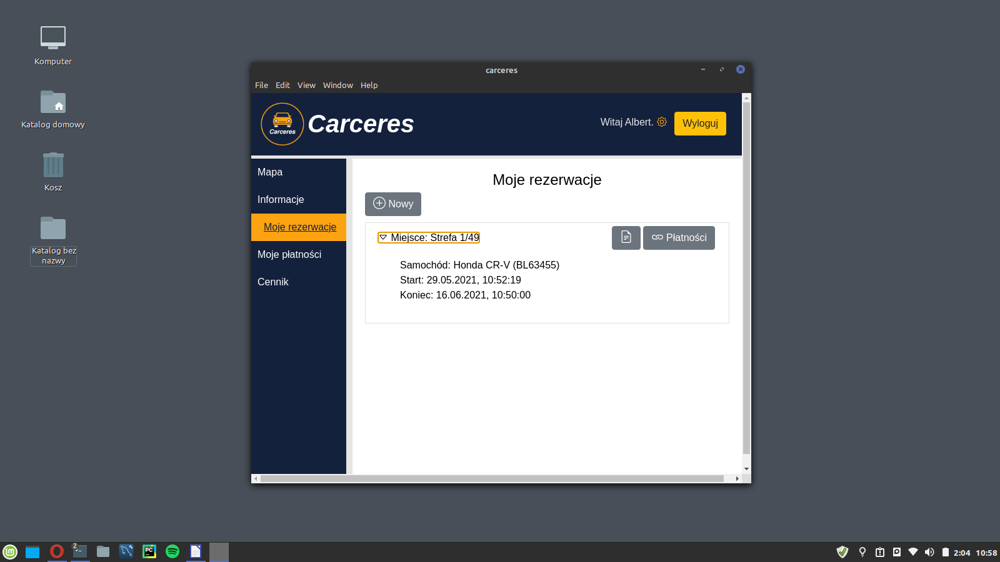 Komputer
Katalog domowy
Kosz
Katalog bez
nazwy
carceres
File Edit View Window Help
Carceres
Carceres
Witaj Albert.
Wyloguj
Mapa
Informacje
Moje rezerwacje
Moje płatności
Cennik
Moje rezerwacje
Nowy
Miejsce: Strefa 1/49
Płatności
Samochód: Honda CR-V (BL63455)
Start: 29.05.2021, 10:52:19
Koniec: 16.06.2021, 10:50:00
lm
2
PC
2:04 10:58